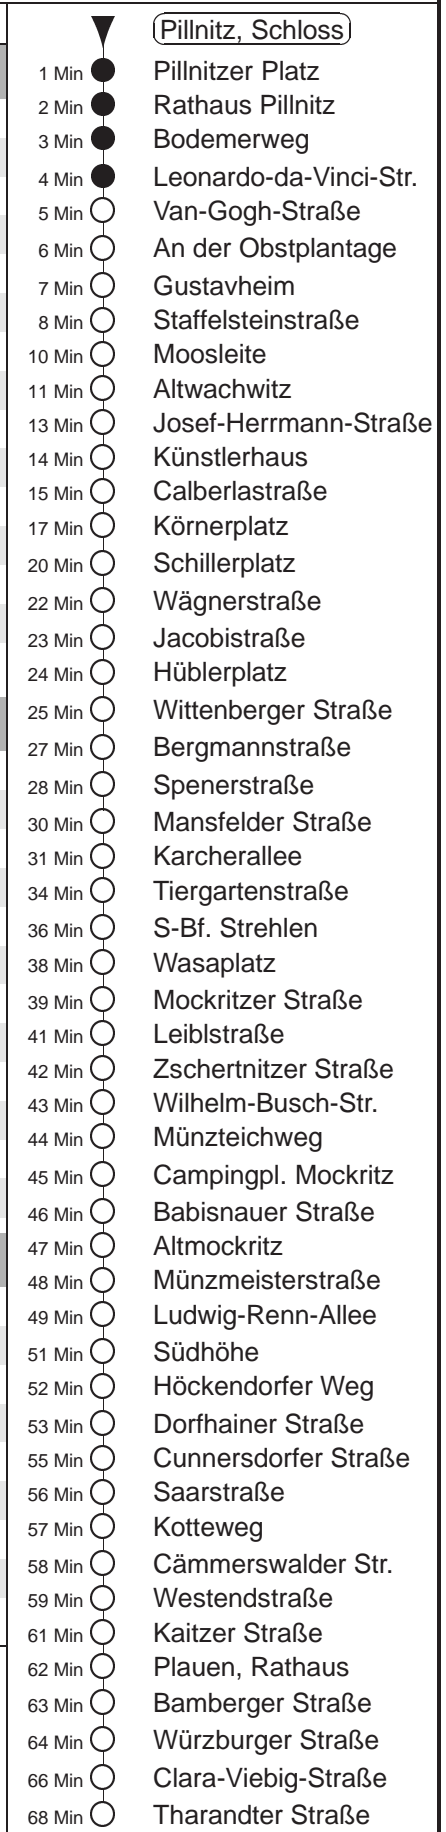 Pillnitz, Schloss
1 Min Pillnitzer Platz
2 Min Rathaus Pillnitz
3 Min Bodemerweg
4 Min Leonardo-da-Vinci-Str.
5 Min Van-Gogh-Straße
6 Min An der Obstplantage
7 Min Gustavheim
8 Min Staffelsteinstraße
10 Min Moosleite
11 Min Altwachwitz
13 Min Josef-Herrmann-Straße
14 Min Künstlerhaus
15 Min Calberlastraße
17 Min Körnerplatz
20 Min Schillerplatz
22 Min Wägnerstraße
23 Min Jacobistraße
24 Min Hüblerplatz
25 Min Wittenberger Straße
27 Min Bergmannstraße
28 Min Spenerstraße
30 Min Mansfelder Straße
31 Min Karcherallee
34 Min Tiergartenstraße
36 Min S-Bf. Strehlen
38 Min Wasaplatz
39 Min Mockritzer Straße
41 Min Leiblstraße
42 Min Zschertnitzer Straße
43 Min Wilhelm-Busch-Str.
44 Min Münzteichweg
45 Min Campingpl. Mockritz
46 Min Babisnauer Straße
47 Min Altmockritz
48 Min Münzmeisterstraße
49 Min Ludwig-Renn-Allee
51 Min Südhöhe
52 Min Höckendorfer Weg
53 Min Dorfhainer Straße
55 Min Cunnersdorfer Straße
56 Min Saarstraße
57 Min Kotteweg
58 Min Cämmerswalder Str.
59 Min Westendstraße
61 Min Kaitzer Straße
62 Min Plauen, Rathaus
63 Min Bamberger Straße
64 Min Würzburger Straße
66 Min Clara-Viebig-Straße
68 Min Tharandter Straße